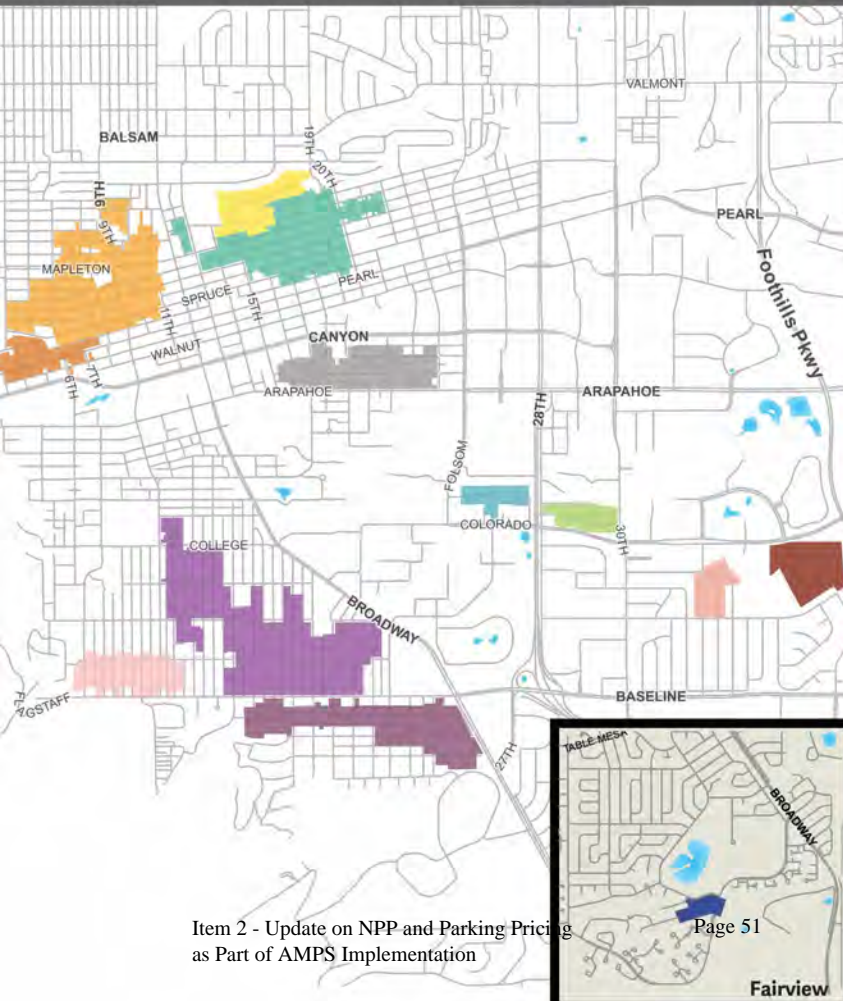 VALMONT
BALSAM
19TH
20TH
9TH
9TH
PEARL
MAPLETON
Foothills Pkwy
SPRUCE
PEARL
15TH
11TH
CANYON
WALNUT
6TH
7TH
ARAPAHOE
ARAPAHOE
28TH
FOLSOM
COLORADO
30TH
COLLEGE
BROADWAY
FLAGSTAFF
BASELINE
27TH
TABLE MESA
BROADWAY
Item 2 - Update on NPP and Parking Pricing
as Part of AMPS Implementation
Page 51
Fairview